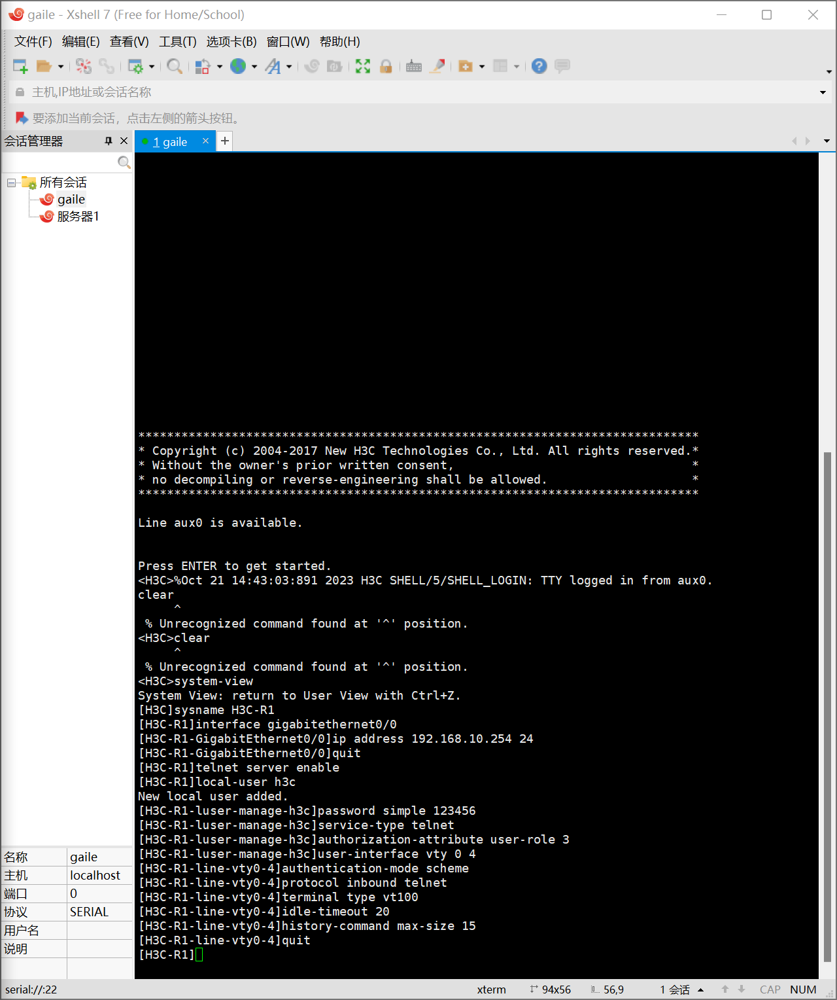 gaile - Xshell 7 (Free for Home/School)
文件(F) 编辑(E) 查看(V) 工具(T) 选项卡(B) 窗口(W) 帮助(H)
主机,IP地址或会话名称
要添加当前会话，点击左侧的箭头按钮。
会话管理器
1 gaile
所有会话
gaile
服务器1
******************************************************************************
* Copyright (c) 2004-2017 New H3C Technologies Co., Ltd. All rights reserved.*
* Without the owner's prior written consent,                                 *
* no decompiling or reverse-engineering shall be allowed.                    *
******************************************************************************
Line aux0 is available.
Press ENTER to get started.
<H3C>%Oct 21 14:43:03:891 2023 H3C SHELL/5/SHELL_LOGIN: TTY logged in from aux0.
clear
     ^
 % Unrecognized command found at '^' position.
<H3C>clear
     ^
 % Unrecognized command found at '^' position.
<H3C>system-view
System View: return to User View with Ctrl+Z.
[H3C]sysname H3C-R1
[H3C-R1]interface gigabitethernet0/0
[H3C-R1-GigabitEthernet0/0]ip address 192.168.10.254 24
[H3C-R1-GigabitEthernet0/0]quit
[H3C-R1]telnet server enable
[H3C-R1]local-user h3c
New local user added.
[H3C-R1-luser-manage-h3c]password simple 123456
[H3C-R1-luser-manage-h3c]service-type telnet
[H3C-R1-luser-manage-h3c]authorization-attribute user-role 3
[H3C-R1-luser-manage-h3c]user-interface vty 0 4
[H3C-R1-line-vty0-4]authentication-mode scheme
[H3C-R1-line-vty0-4]protocol inbound telnet
[H3C-R1-line-vty0-4]terminal type vt100
[H3C-R1-line-vty0-4]idle-timeout 20
[H3C-R1-line-vty0-4]history-command max-size 15
[H3C-R1-line-vty0-4]quit
[H3C-R1]
名称 gaile
主机 localhost
端口 0
协议 SERIAL
用户名
说明
serial://:22 xterm 94x56 56,9 1 会话 CAP NUM